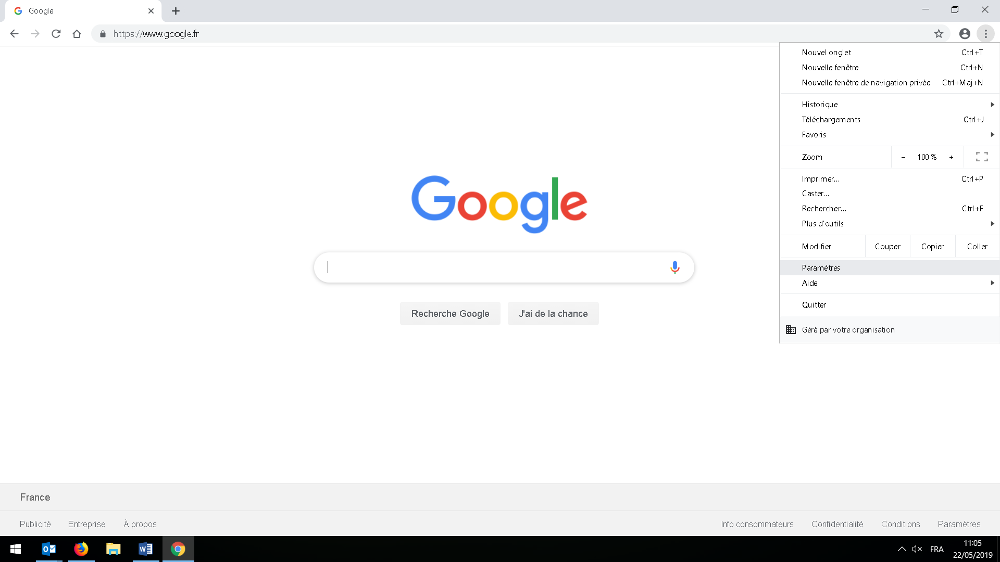 Google
https://www.google.fr
Nouvel onglet Ctrl+T
Nouvelle fenêtre Ctrl+N
Nouvelle fenêtre de navigation privée Ctrl+Maj+N
Historique
Téléchargements Ctrl+J
Favoris
Zoom - 100 % +
Imprimer... Ctrl+P
Caster...
Rechercher... Ctrl+F
Plus d'outils
Modifier Couper Copier Coller
Paramètres
Aide
Quitter
Géré par votre organisation
Google
Recherche Google J'ai de la chance
France
Publicité Entreprise À propos Info consommateurs Confidentialité Conditions Paramètres
FRA
11:05
22/05/2019